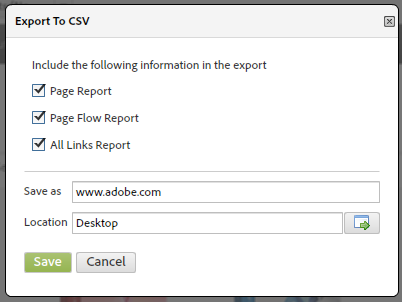 Export To CSV
Include the following information in the export
Page Report
Page Flow Report
All Links Report
Save as www.adobe.com
Location Desktop
Save Cancel